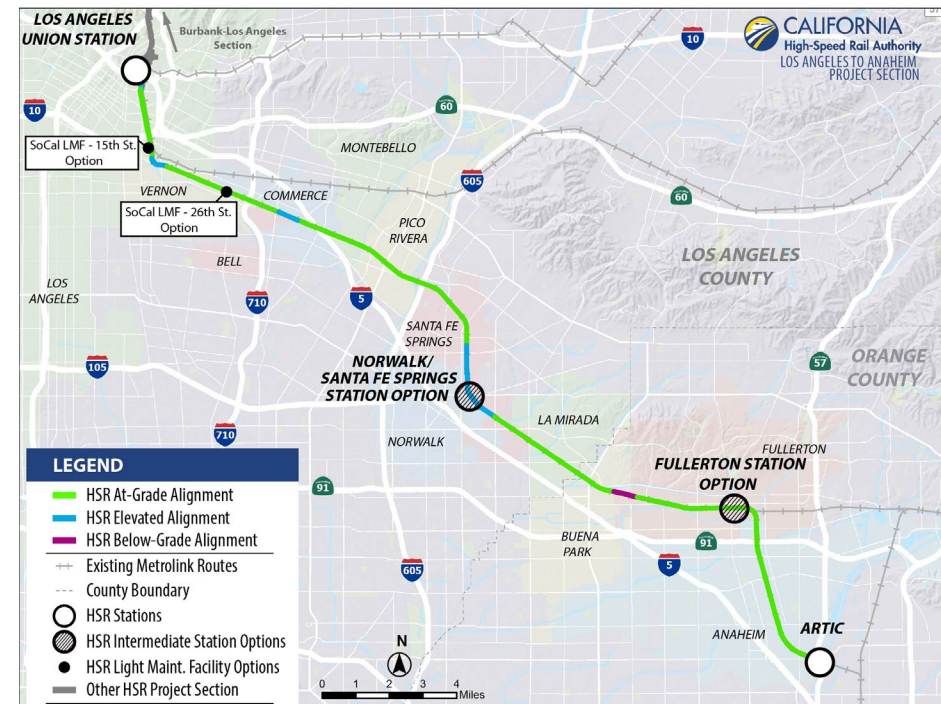 LOS ANGELES
UNION STATION
Burbank-Los Angeles
Section
10
CALIFORNIA
High-Speed Rail Authority
LOS ANGELES TO ANAHEIM
PROJECT SECTION
10
60
SoCal LMF - 15th St.
Option
MONTEBELLO
605
60
VERNON
COMMERCE
SoCal LMF - 26th St.
Option
PICO
RIVERA
BELL
LOS ANGELES
COUNTY
LOS
ANGELES
710
5
SANTA FE
SPRINGS
105
57
ORANGE
COUNTY
NORWALK/
SANTA FE SPRINGS
STATION OPTION
LA MIRADA
710
NORWALK
FULLERTON
FULLERTON STATION
OPTION
91
BUENA
PARK
91
5
605
ANAHEIM
ARTIC
LEGEND
HSR At-Grade Alignment
HSR Elevated Alignment
HSR Below-Grade Alignment
Existing Metrolink Routes
County Boundary
HSR Stations
HSR Intermediate Station Options
HSR Light Maint. Facility Options
Other HSR Project Section
N
0 1 2 3 4
Miles